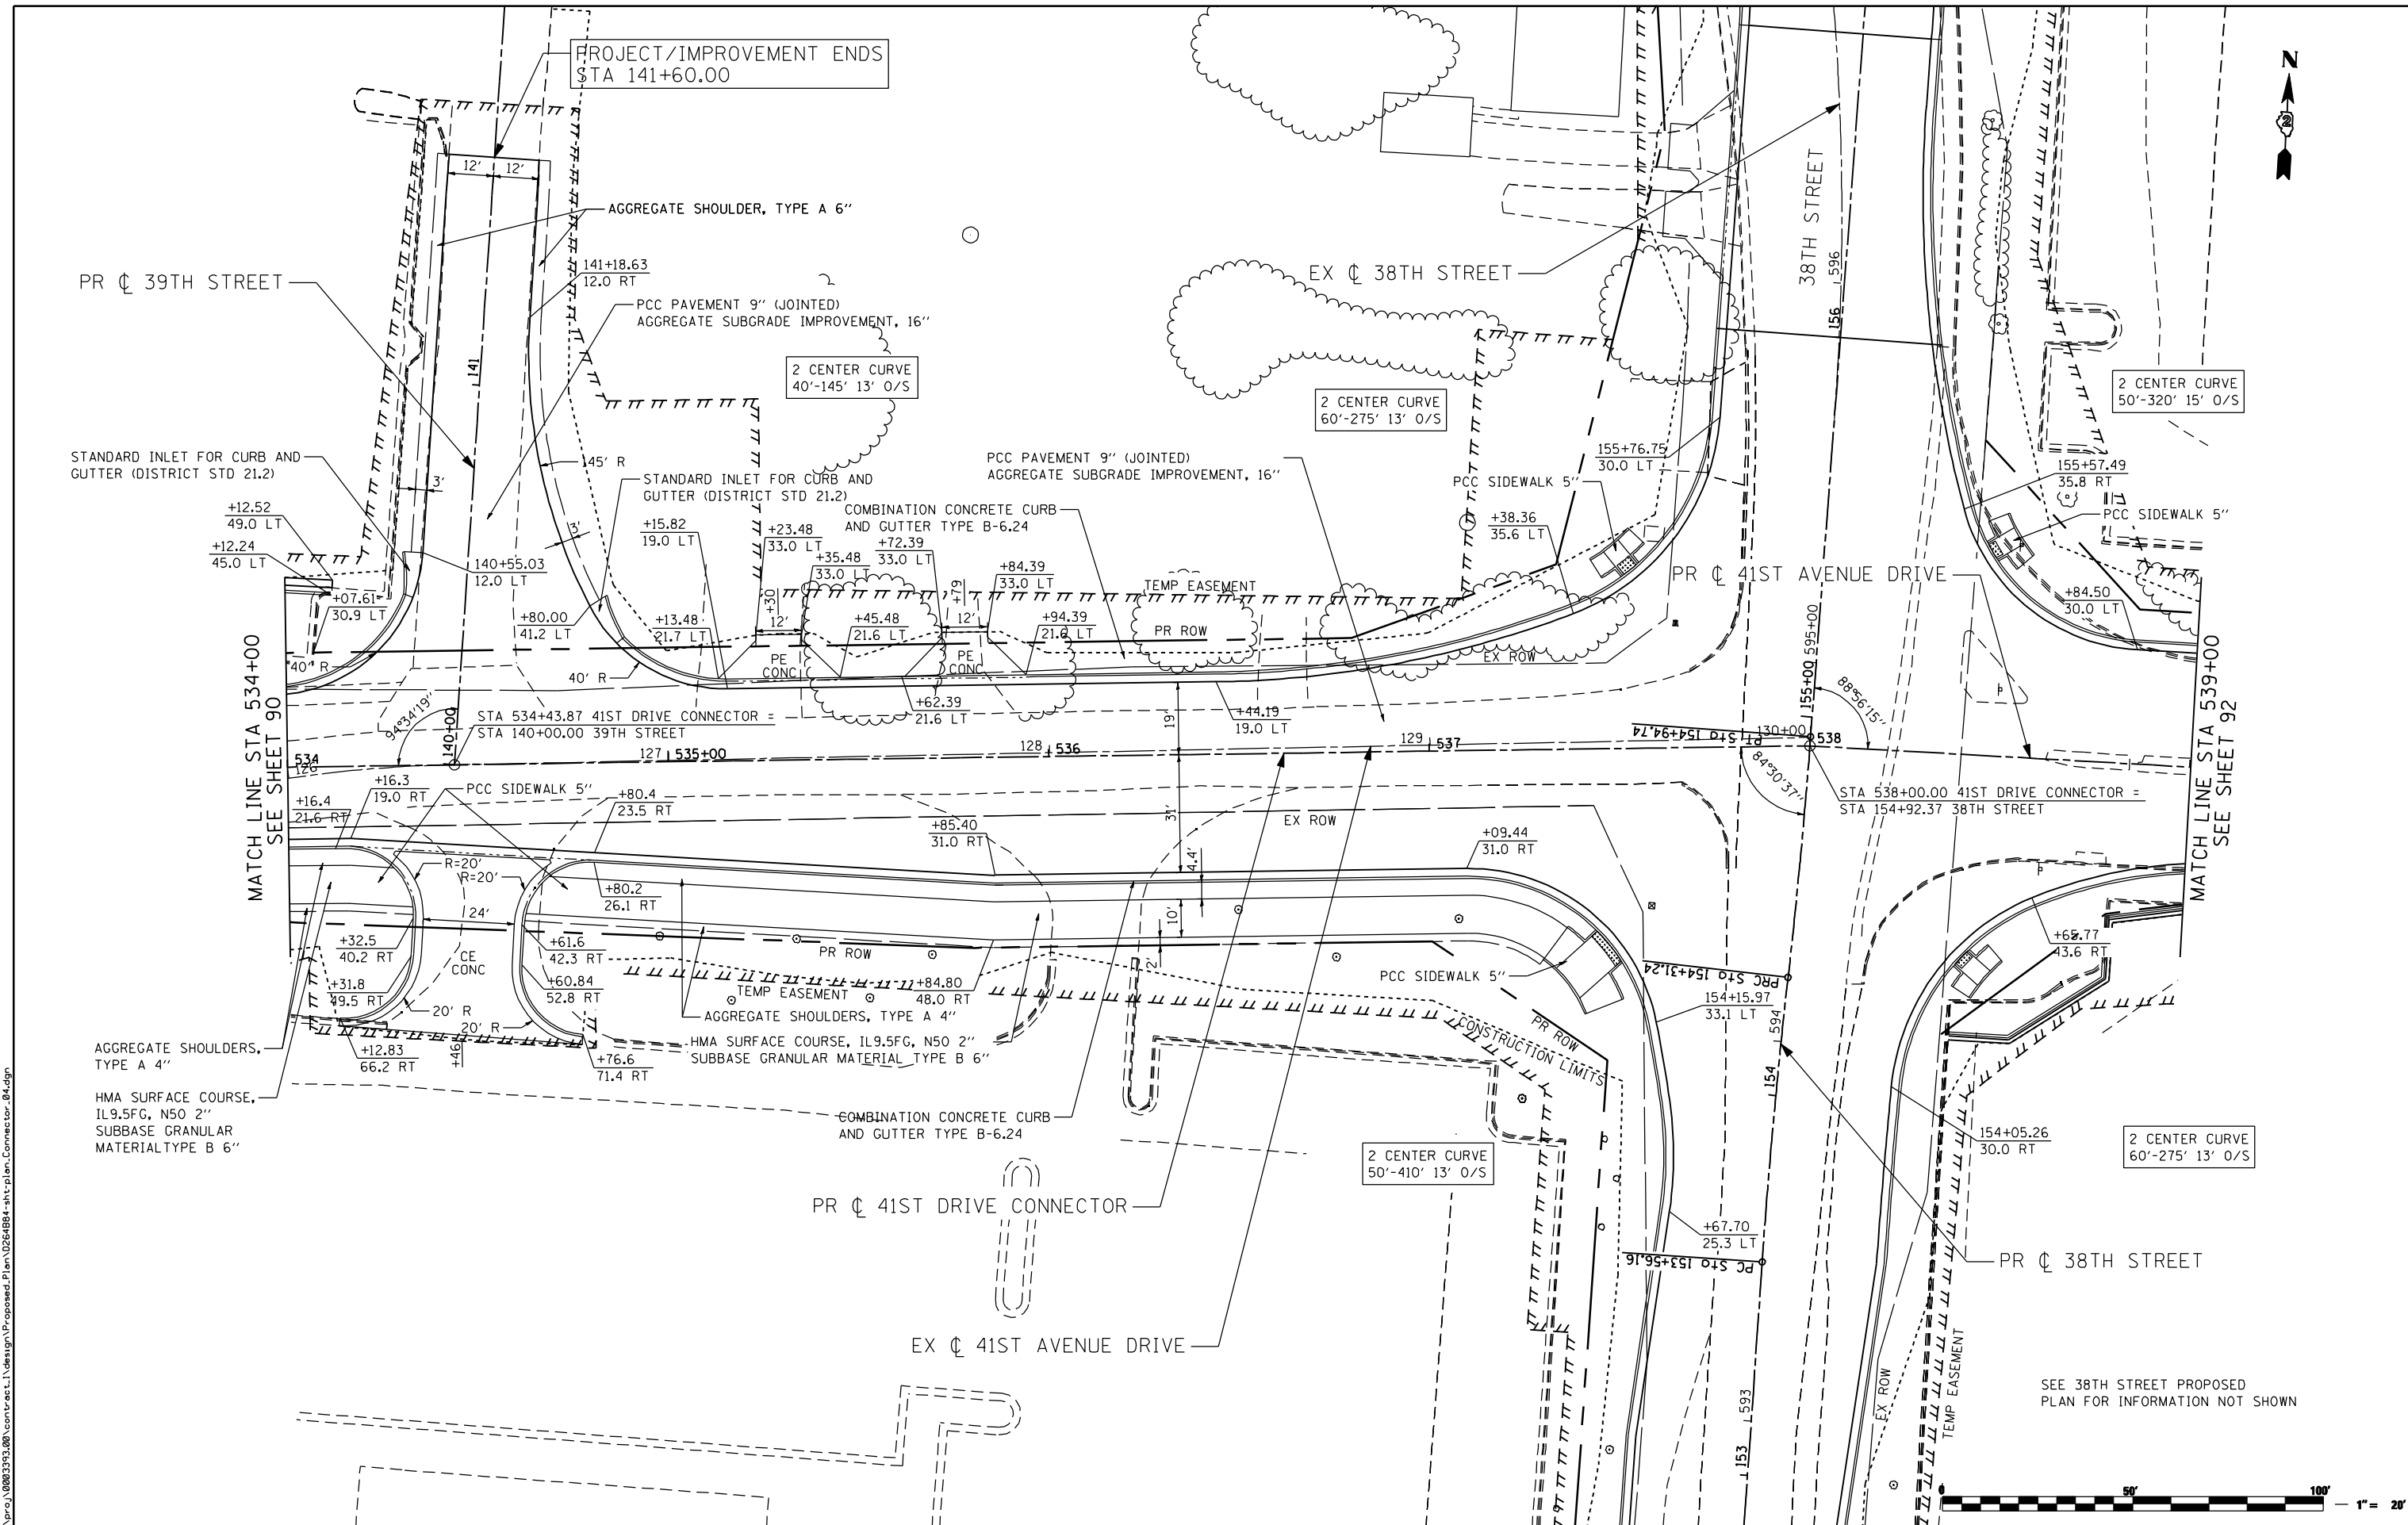 PROJECT/IMPROVEMENT ENDS
STA 141+60.00
N
2
12'
12'
AGGREGATE SHOULDER, TYPE A 6"
141+18.63
12.0 RT
PR ℄ 39TH STREET
PCC PAVEMENT 9" (JOINTED)
AGGREGATE SUBGRADE IMPROVEMENT, 16"
EX ℄ 38TH STREET
38TH STREET
596
156
141
2 CENTER CURVE
40'-145' 13' O/S
2 CENTER CURVE
60'-275' 13' O/S
2 CENTER CURVE
50'-320' 15' O/S
STANDARD INLET FOR CURB AND
GUTTER (DISTRICT STD 21.2)
3'
145' R
STANDARD INLET FOR CURB AND
GUTTER (DISTRICT STD 21.2)
PCC PAVEMENT 9" (JOINTED)
AGGREGATE SUBGRADE IMPROVEMENT, 16"
155+76.75
30.0 LT
155+57.49
35.8 RT
PCC SIDEWALK 5"
PCC SIDEWALK 5"
+12.52
49.0 LT
+12.24
45.0 LT
3'
COMBINATION CONCRETE CURB
AND GUTTER TYPE B-6.24
+15.82
19.0 LT
+23.48
33.0 LT
+35.48
33.0 LT
+72.39
33.0 LT
+84.39
33.0 LT
+38.36
35.6 LT
140+55.03
12.0 LT
+07.61
30.9 LT
TEMP EASEMENT
PR ℄ 41ST AVENUE DRIVE
+84.50
30.0 LT
+80.00
41.2 LT
+13.48
21.7 LT
+30
12'
+45.48
21.6 LT
+79
12'
+94.39
21.6 LT
PR ROW
EX ROW
40' R
40' R
PE
CONC
PE
CONC
+62.39
21.6 LT
+44.19
19.0 LT
19'
155+00
595+00
88°56'15"
94°34'19"
140+00
STA 534+43.87 41ST DRIVE CONNECTOR =
STA 140+00.00 39TH STREET
MATCH LINE STA 534+00
SEE SHEET 90
MATCH LINE STA 539+00
SEE SHEET 92
534
126
127
535+00
128
536
129
537
130+00
538
PT Sta 154+94.74
84°30'37"
STA 538+00.00 41ST DRIVE CONNECTOR =
STA 154+92.37 38TH STREET
+16.3
19.0 RT
+16.4
21.6 RT
PCC SIDEWALK 5"
+80.4
23.5 RT
+85.40
31.0 RT
31'
EX ROW
+09.44
31.0 RT
R=20'
R=20'
4.4'
+80.2
26.1 RT
24'
10'
2'
+32.5
40.2 RT
+61.6
42.3 RT
CE
CONC
PR ROW
+65.77
43.6 RT
+31.8
49.5 RT
+60.84
52.8 RT
TEMP EASEMENT
+84.80
48.0 RT
PCC SIDEWALK 5"
PRC Sta 154+31.24
154+15.97
33.1 LT
20' R
20' R
AGGREGATE SHOULDERS, TYPE A 4"
PR ROW
CONSTRUCTION LIMITS
594
154
AGGREGATE SHOULDERS,
TYPE A 4"
+12.83
66.2 RT
+46
+76.6
71.4 RT
HMA SURFACE COURSE, IL9.5FG, N50 2"
SUBBASE GRANULAR MATERIAL TYPE B 6"
HMA SURFACE COURSE,
IL9.5FG, N50 2"
SUBBASE GRANULAR
MATERIALTYPE B 6"
COMBINATION CONCRETE CURB
AND GUTTER TYPE B-6.24
154+05.26
30.0 RT
2 CENTER CURVE
50'-410' 13' O/S
2 CENTER CURVE
60'-275' 13' O/S
PR ℄ 41ST DRIVE CONNECTOR
+67.70
25.3 LT
PC Sta 153+56.16
PR ℄ 38TH STREET
EX ℄ 41ST AVENUE DRIVE
593
153
EX ROW
TEMP EASEMENT
SEE 38TH STREET PROPOSED
PLAN FOR INFORMATION NOT SHOWN
0 50' 100'
1" = 20'
\proj\0003393.00\contract_1\design\Proposed_Plan\D264B84-sht-plan_Connector_04.dgn